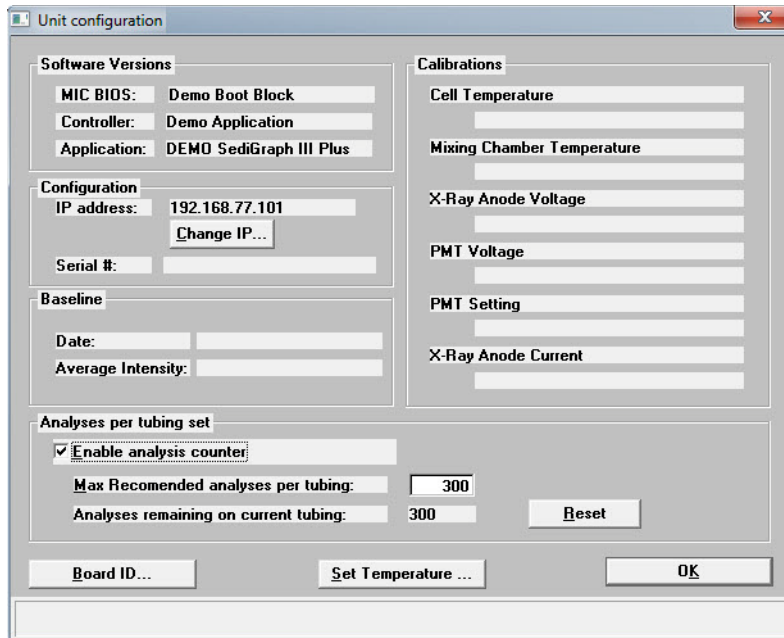 Unit configuration
Software Versions
MIC BIOS: Demo Boot Block
Controller: Demo Application
Application: DEMO SediGraph III Plus
Configuration
IP address: 192.168.77.101
Change IP...
Serial #:
Baseline
Date:
Average Intensity:
Calibrations
Cell Temperature
Mixing Chamber Temperature
X-Ray Anode Voltage
PMT Voltage
PMT Setting
X-Ray Anode Current
Analyses per tubing set
Enable analysis counter
Max Recomended analyses per tubing: 300
Analyses remaining on current tubing: 300
Reset
Board ID...
Set Temperature ...
OK